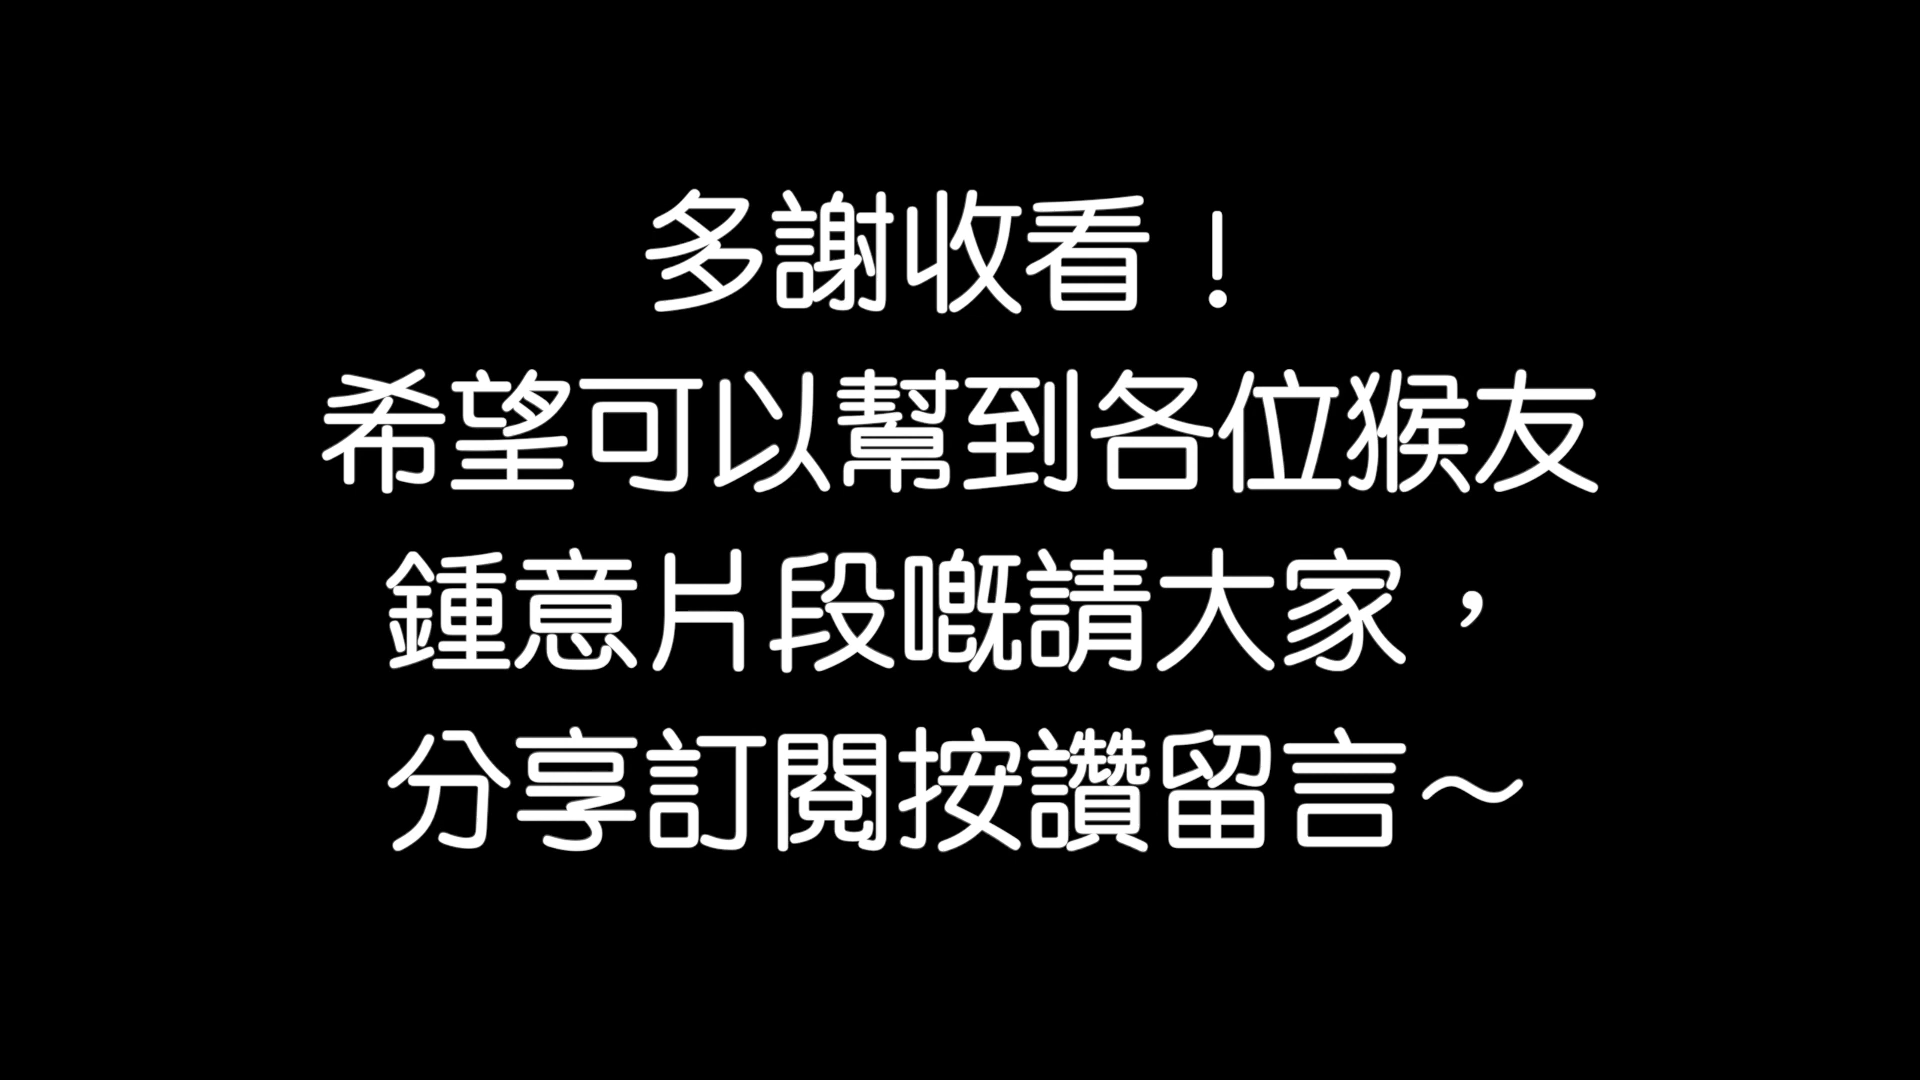 多謝收看！
希望可以幫到各位猴友
鍾意片段嘅請大家，
分享訂閱按讚留言～